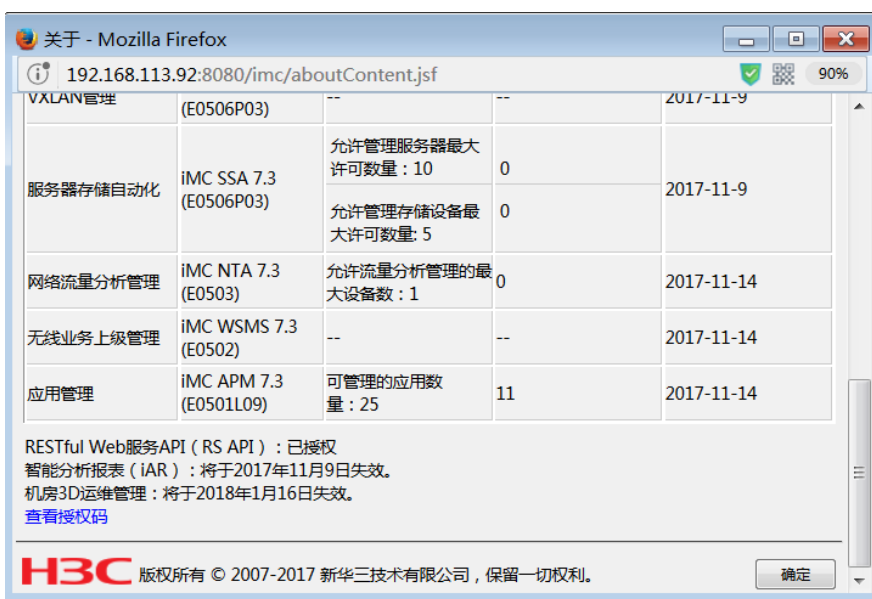 关于 - Mozilla Firefox
192.168.113.92:8080/imc/aboutContent.jsf
90%
VXLAN管理
(E0506P03)
--
--
2017-11-9
服务器存储自动化
iMC SSA 7.3
(E0506P03)
允许管理服务器最大
许可数量：10
0
允许管理存储设备最
大许可数量: 5
0
2017-11-9
网络流量分析管理
iMC NTA 7.3
(E0503)
允许流量分析管理的最
大设备数：1
0
2017-11-14
无线业务上级管理
iMC WSMS 7.3
(E0502)
--
--
2017-11-14
应用管理
iMC APM 7.3
(E0501L09)
可管理的应用数
量：25
11
2017-11-14
RESTful Web服务API（RS API）：已授权
智能分析报表（iAR）：将于2017年11月9日失效。
机房3D运维管理：将于2018年1月16日失效。
查看授权码
H3C 版权所有 © 2007-2017 新华三技术有限公司，保留一切权利。
确定